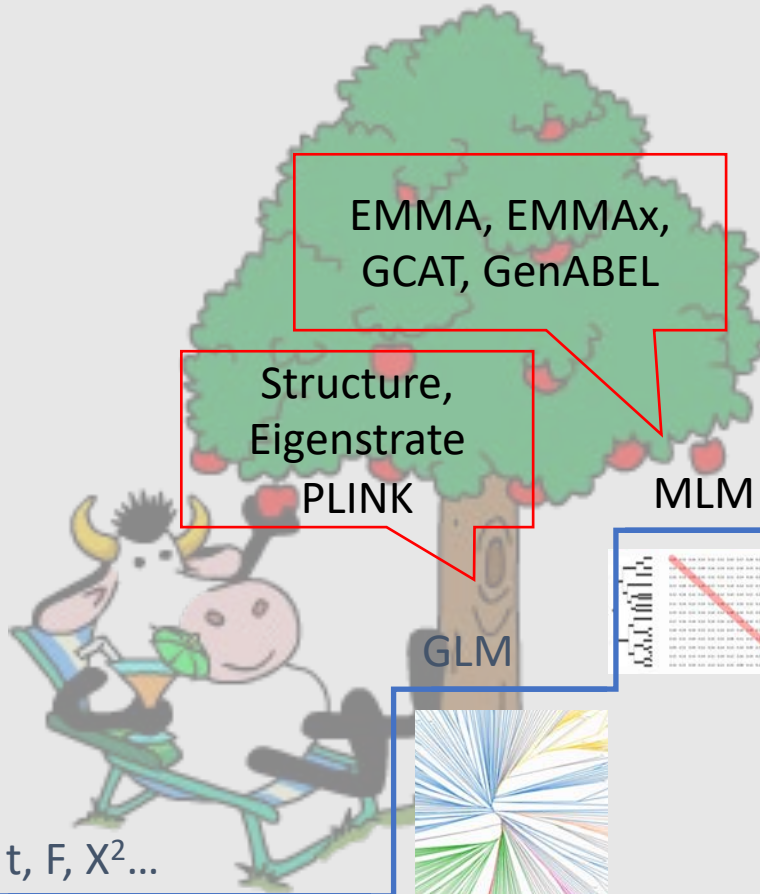 EMMA, EMMAx,
GCAT, GenABEL
Structure,
Eigenstrate
PLINK
MLM
GLM
t, F, X²…